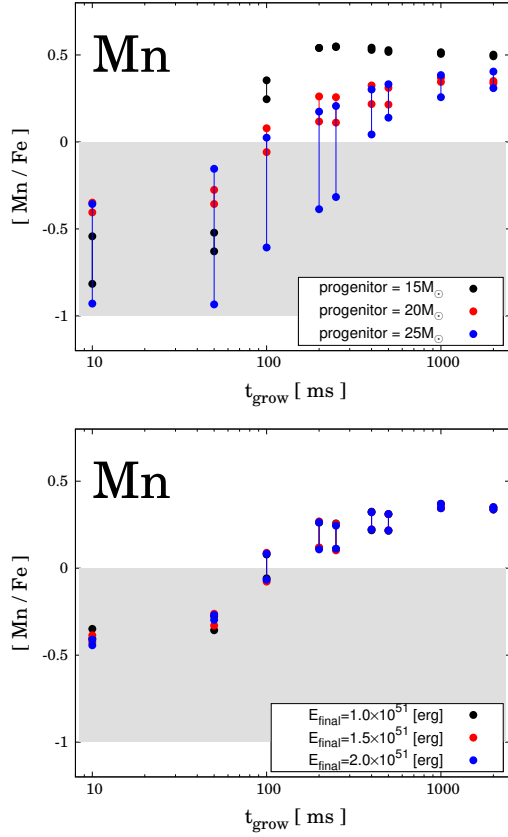 Mn
0.5
0
-0.5
-1
[ Mn / Fe ]
progenitor = 15M☉
progenitor = 20M☉
progenitor = 25M☉
10 100 1000
t_grow [ ms ]
Mn
0.5
0
-0.5
-1
[ Mn / Fe ]
E_final=1.0×10^51 [erg]
E_final=1.5×10^51 [erg]
E_final=2.0×10^51 [erg]
10 100 1000
t_grow [ ms ]